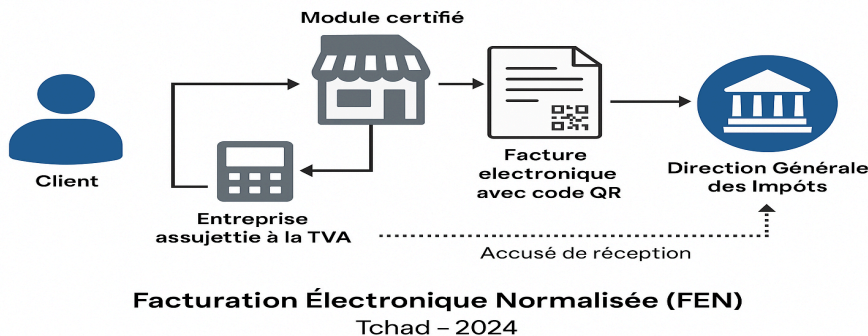 Module certifié
Client
Entreprise
assujettie à la TVA
Facture
electronique
avec code QR
Direction Générale
des Impóts
Accusé de réception
Facturation Électronique Normalisée (FEN)
Tchad – 2024